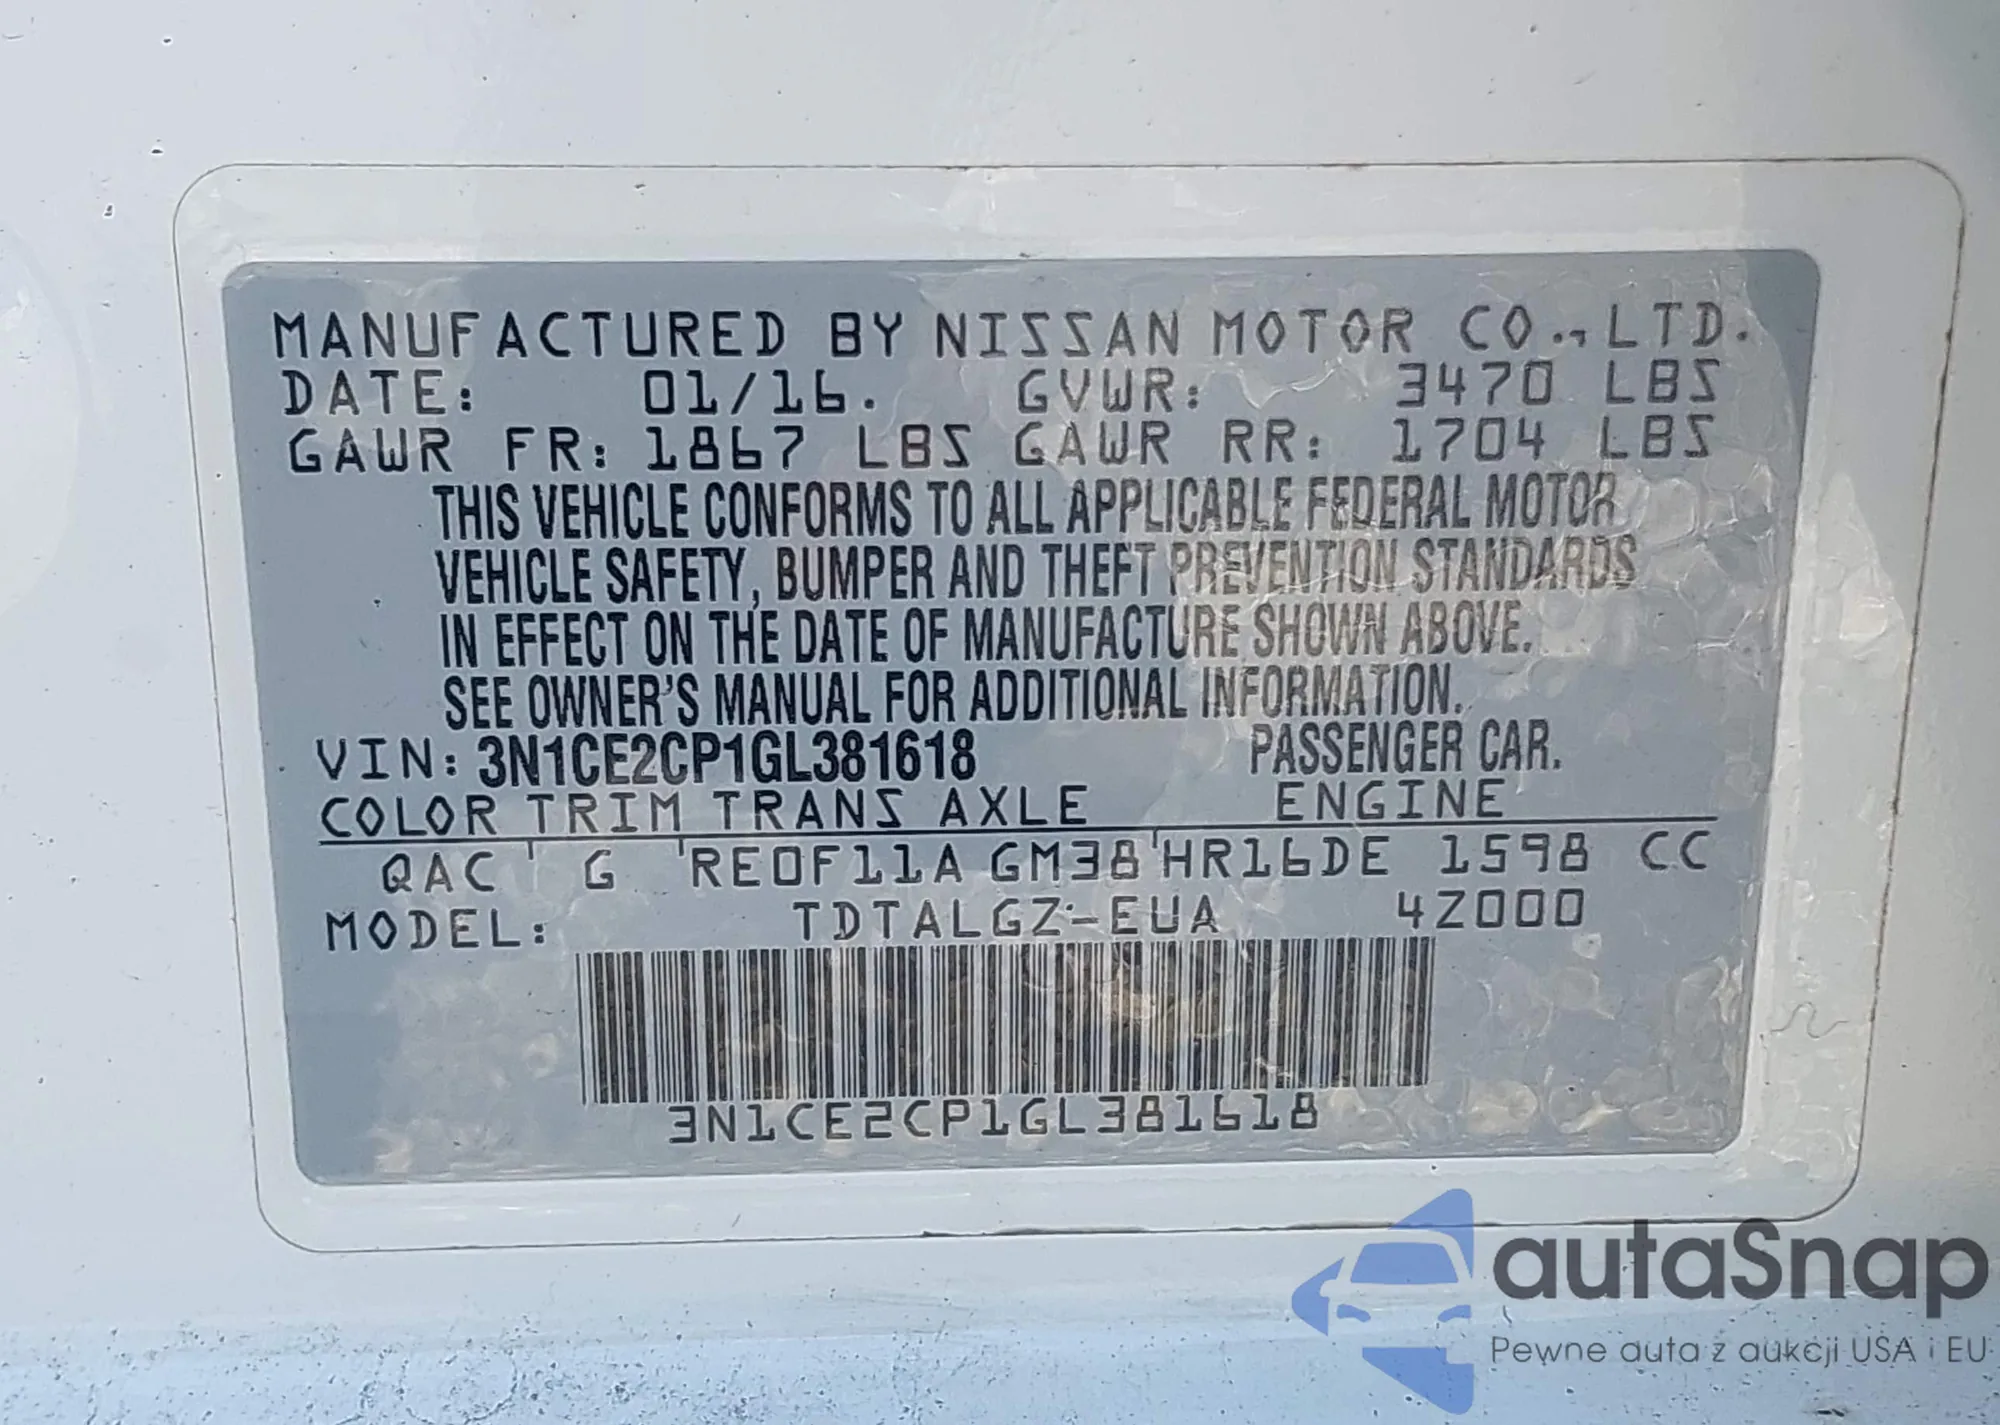 MANUFACTURED BY NISSAN MOTOR CO., LTD.
DATE: 01/16. GVWR: 3470 LBS
GAWR FR: 1867 LBS GAWR RR: 1704 LBS
THIS VEHICLE CONFORMS TO ALL APPLICABLE FEDERAL MOTOR
VEHICLE SAFETY, BUMPER AND THEFT PREVENTION STANDARDS
IN EFFECT ON THE DATE OF MANUFACTURE SHOWN ABOVE.
SEE OWNER'S MANUAL FOR ADDITIONAL INFORMATION.
VIN: 3N1CE2CP1GL381618 PASSENGER CAR.
COLOR TRIM TRANS AXLE ENGINE
QAC G RE0F11A GM38 HR16DE 1598 CC
MODEL: TDTALGZ-EUA 4Z000
3N1CE2CP1GL381618
autaSnap
Pewne auta z aukcji USA i EU